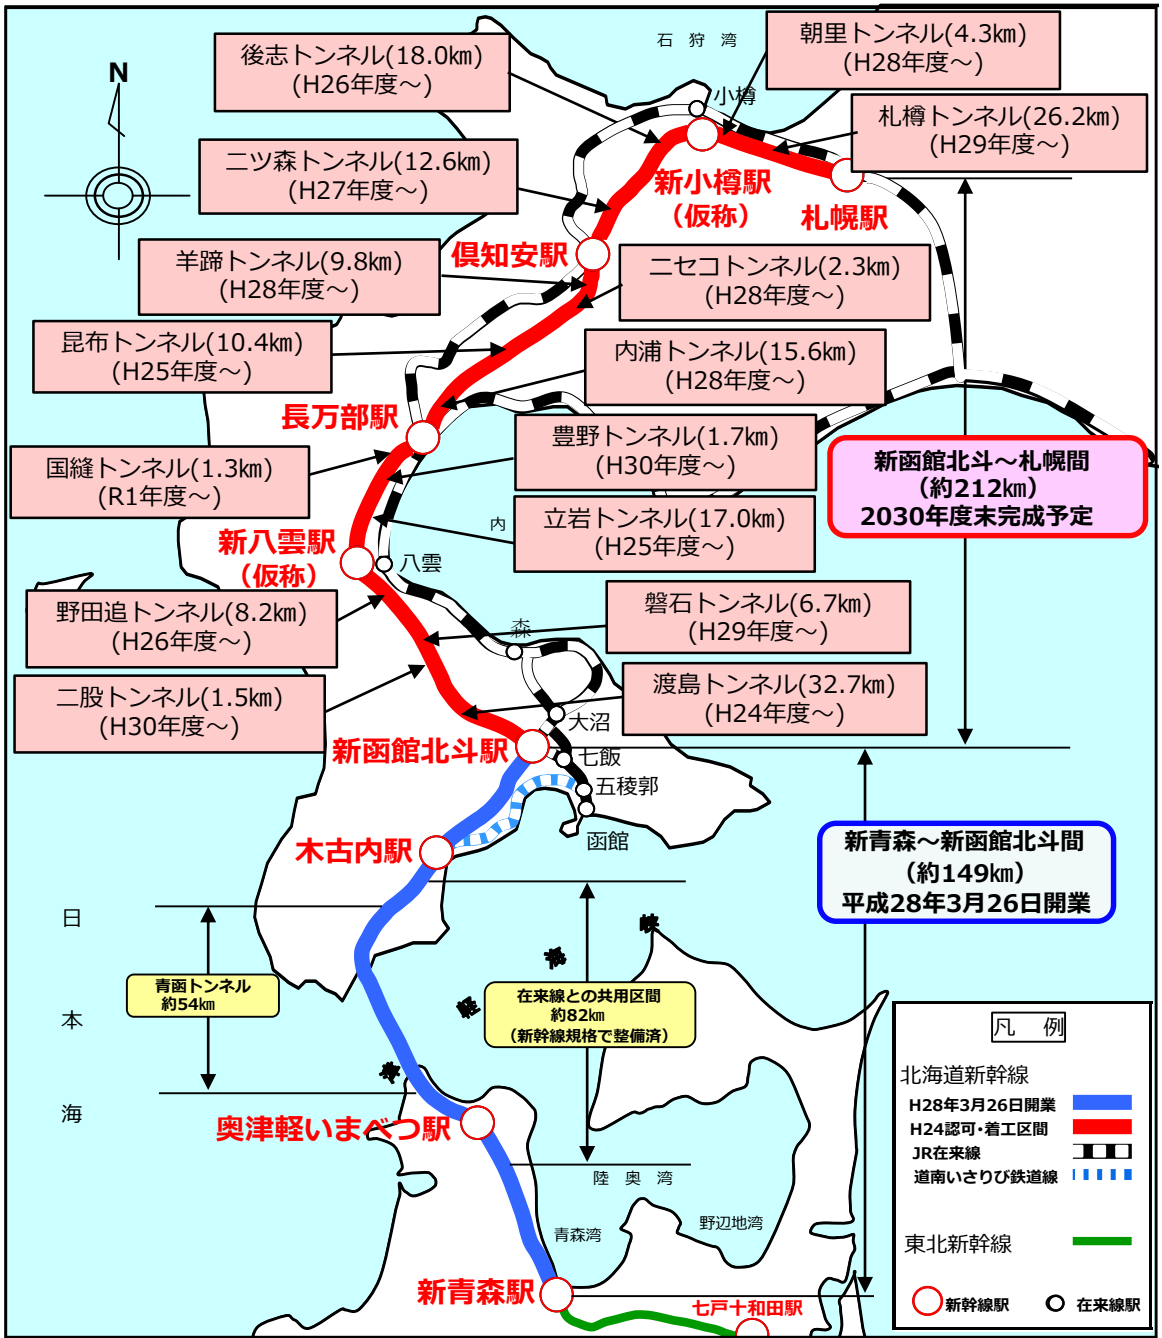 石狩湾
後志トンネル(18.0㎞)
(H26年度～)
朝里トンネル(4.3㎞)
(H28年度～)
N
小樽
札樽トンネル(26.2㎞)
(H29年度～)
二ツ森トンネル(12.6㎞)
(H27年度～)
新小樽駅
（仮称）
札幌駅
倶知安駅
羊蹄トンネル(9.8㎞)
(H28年度～)
ニセコトンネル(2.3㎞)
(H28年度～)
昆布トンネル(10.4㎞)
(H25年度～)
内浦トンネル(15.6㎞)
(H28年度～)
長万部駅
豊野トンネル(1.7㎞)
(H30年度～)
新函館北斗～札幌間
（約212㎞）
2030年度末完成予定
国縫トンネル(1.3㎞)
(R1年度～)
内
立岩トンネル(17.0㎞)
(H25年度～)
新八雲駅
（仮称）
八雲
野田追トンネル(8.2㎞)
(H26年度～)
磐石トンネル(6.7㎞)
(H29年度～)
森
二股トンネル(1.5㎞)
(H30年度～)
渡島トンネル(32.7㎞)
(H24年度～)
大沼
新函館北斗駅
七飯
五稜郭
函館
木古内駅
新青森～新函館北斗間
（約149㎞）
平成28年3月26日開業
日本海
津軽海峡
青函トンネル
約54㎞
在来線との共用区間
約82㎞
（新幹線規格で整備済）
奥津軽いまべつ駅
陸奥湾
野辺地湾
青森湾
新青森駅
七戸十和田駅
凡例
北海道新幹線
H28年3月26日開業
H24認可・着工区間
JR在来線
道南いさりび鉄道線
東北新幹線
新幹線駅
在来線駅